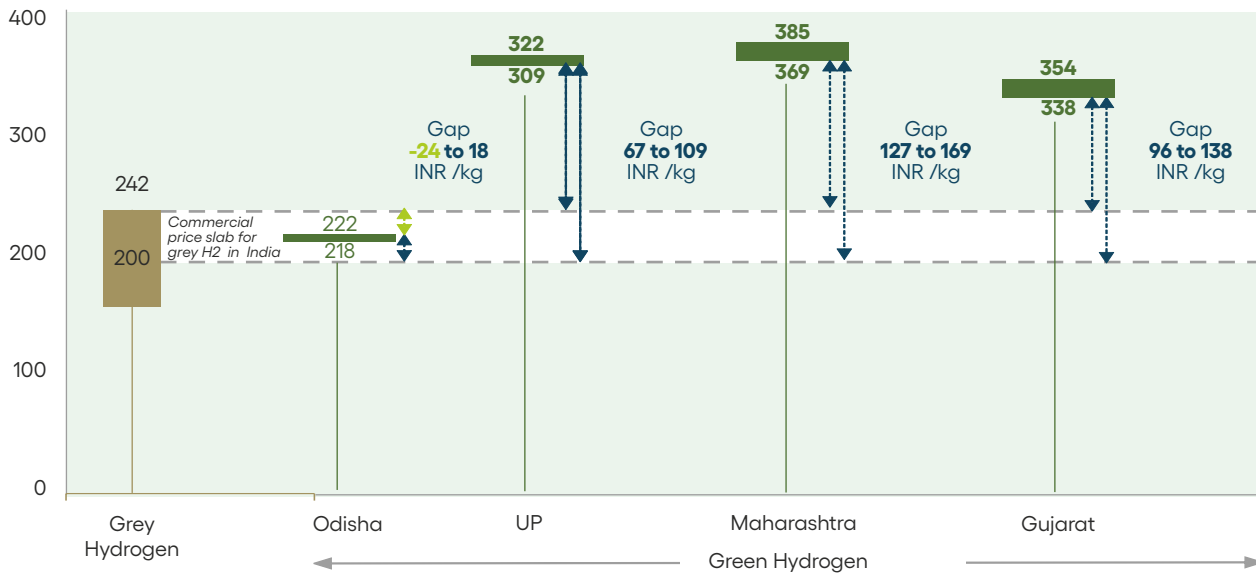 400
300
200
100
0
242
200
Commercial
price slab for
grey H2 in India
222
218
Gap
-24 to 18
INR /kg
322
309
Gap
67 to 109
INR /kg
385
369
Gap
127 to 169
INR /kg
354
338
Gap
96 to 138
INR /kg
Grey
Hydrogen
Odisha
UP
Maharashtra
Gujarat
Green Hydrogen